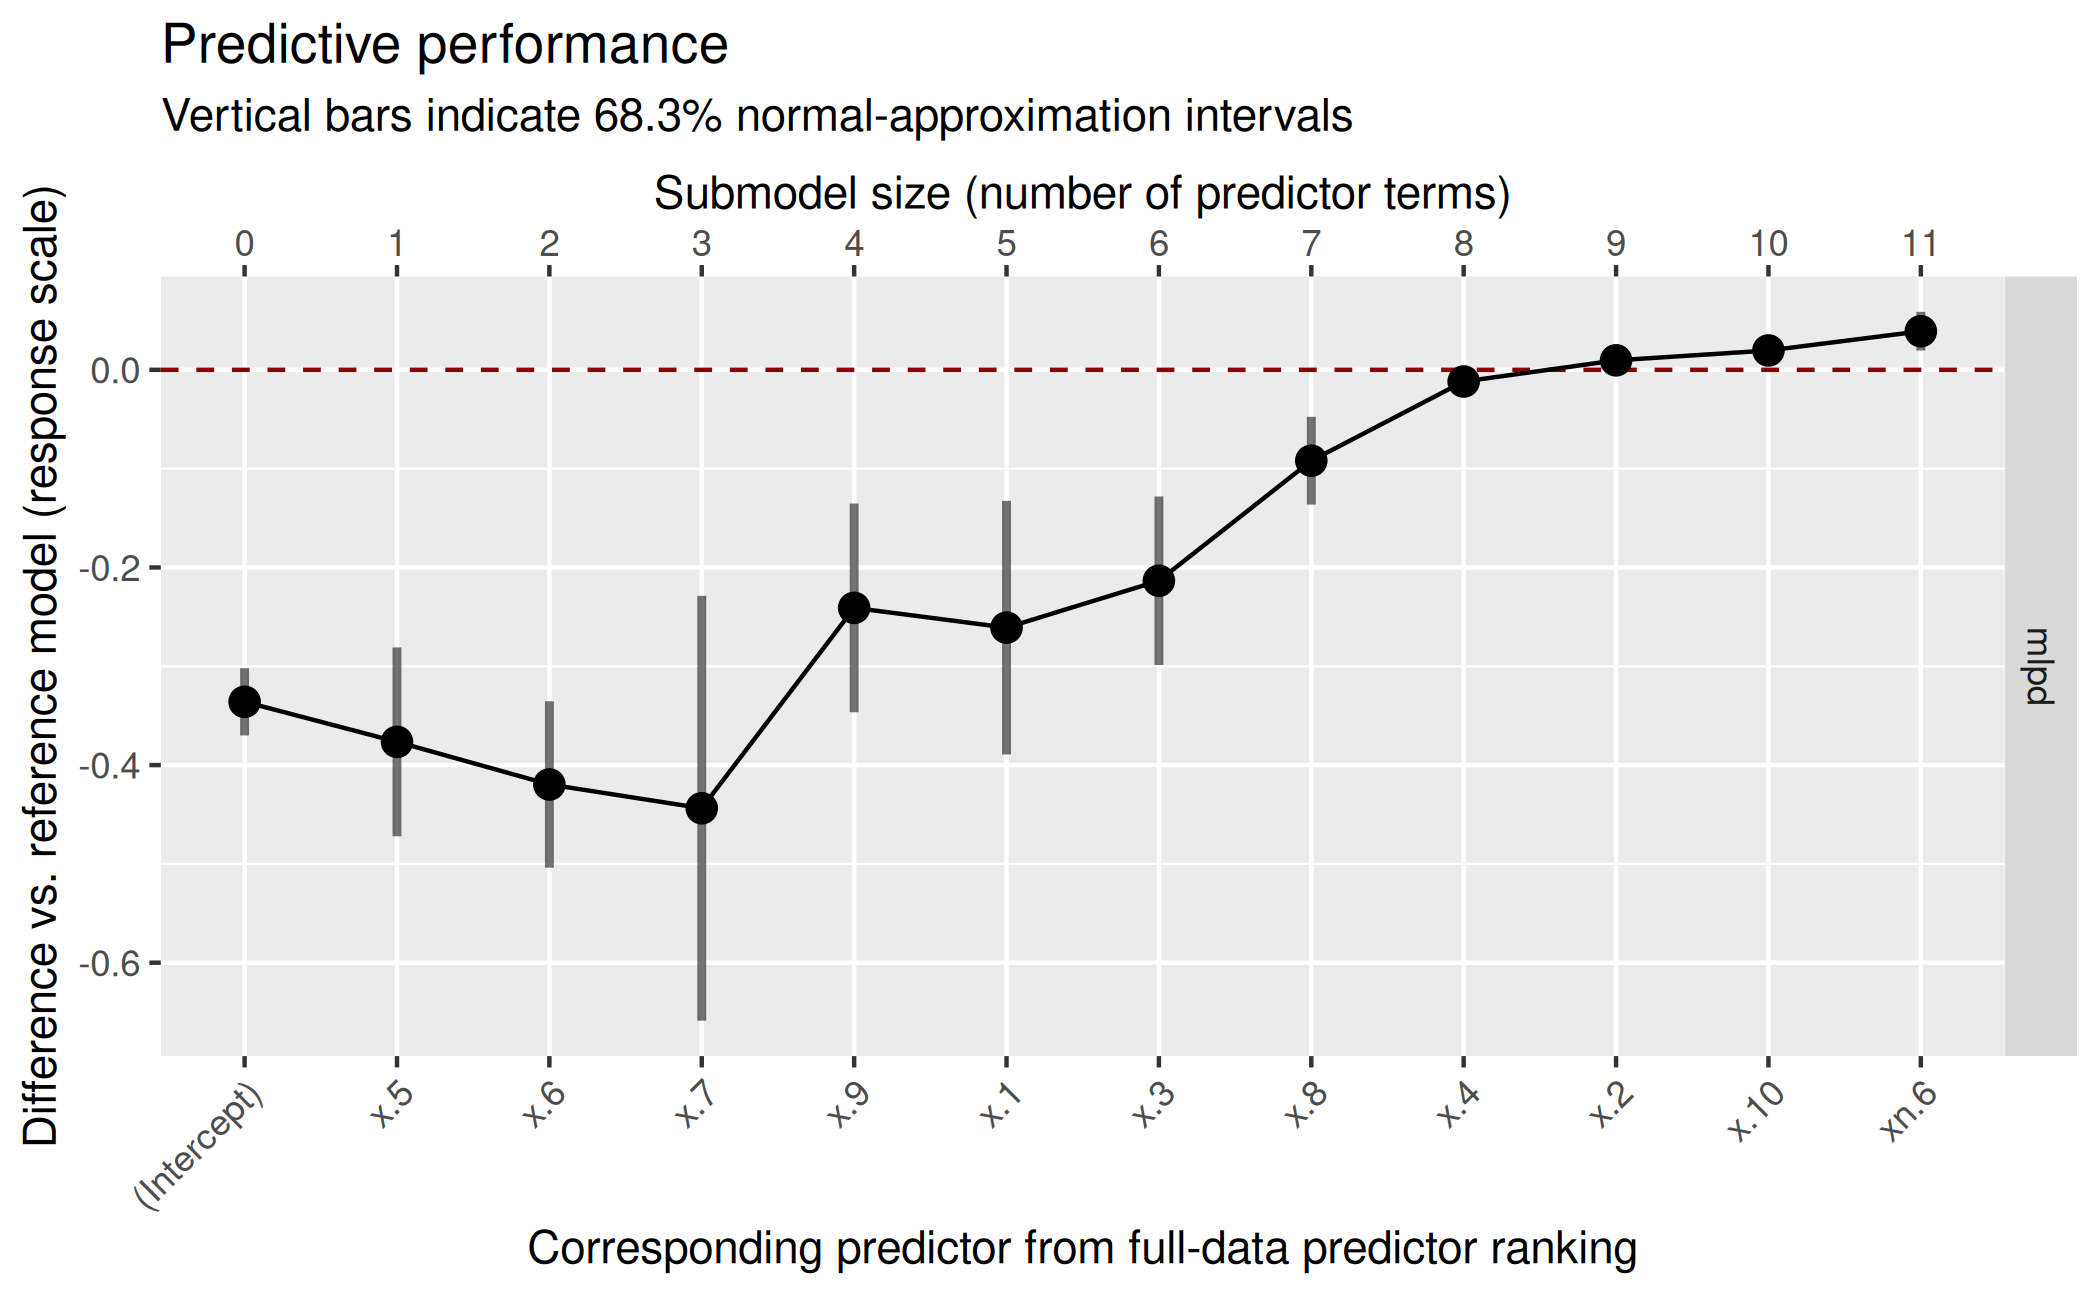 Predictive performance
Vertical bars indicate 68.3% normal-approximation intervals
Submodel size (number of predictor terms)
0 1 2 3 4 5 6 7 8 9 10 11
Difference vs. reference model (response scale)
0.0
-0.2
-0.4
-0.6
mlpd
(Intercept) x.5 x.6 x.7 x.9 x.1 x.3 x.8 x.4 x.2 x.10 xn.6
Corresponding predictor from full-data predictor ranking